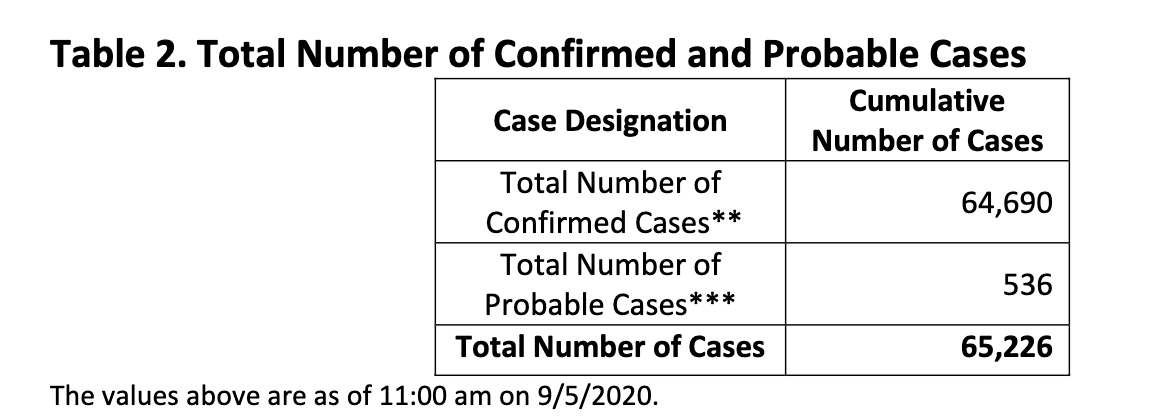 Table 2. Total Number of Confirmed and Probable Cases
Case Designation
Cumulative
Number of Cases
Total Number of
Confirmed Cases**
64,690
Total Number of
Probable Cases***
536
Total Number of Cases
65,226
The values above are as of 11:00 am on 9/5/2020.